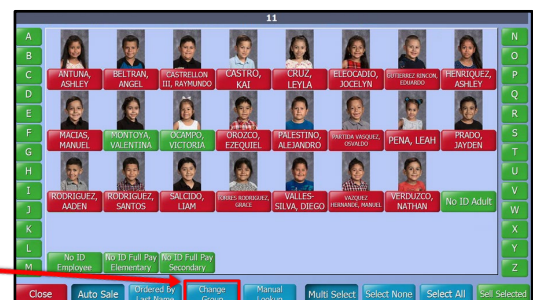 11
A
B
C
D
E
F
G
H
I
J
K
L
M
N
O
P
Q
R
S
T
U
V
W
X
Y
Z
ANTUNA,
ASHLEY
BELTRAN,
ANGEL
CASTRELLON
III, RAYMUNDO
CASTRO,
KAI
CRUZ,
LEYLA
ELEOCADIO,
JOCELYN
GUTIERREZ RINCON,
EDUARDO
HENRIQUEZ,
ASHLEY
MACIAS,
MANUEL
MONTOYA,
VALENTINA
OCAMPO,
VICTORIA
OROZCO,
EZEQUIEL
PALESTINO,
ALEJANDRO
PARTIDA VASQUEZ,
OSVALDO
PENA, LEAH
PRADO,
JAYDEN
RODRIGUEZ,
AADEN
RODRIGUEZ,
SANTOS
SALCIDO,
LIAM
TORRES RODRIGUEZ,
GRACE
VALLES-
SILVA, DIEGO
VAZQUEZ
HERNANDE, MANUEL
VERDUZCO,
NATHAN
No ID Adult
No ID
Employee
No ID Full Pay
Elementary
No ID Full Pay
Secondary
Close
Auto Sale
Ordered by
Last Name
Change
Group
Manual
Lookup
Multi Select
Select None
Select All
Sell Selected